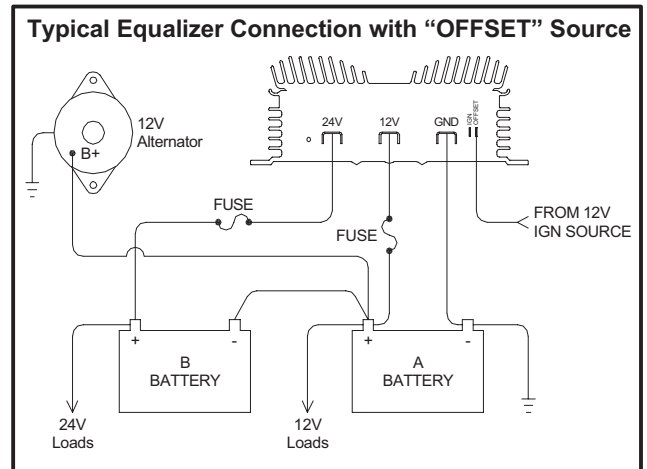 Typical Equalizer Connection with “OFFSET” Source
12V
Alternator
B+
24V
12V
GND
IGN
OFFSET
FUSE
FUSE
FROM 12V
IGN SOURCE
+
-
B
BATTERY
+
-
A
BATTERY
24V
Loads
12V
Loads